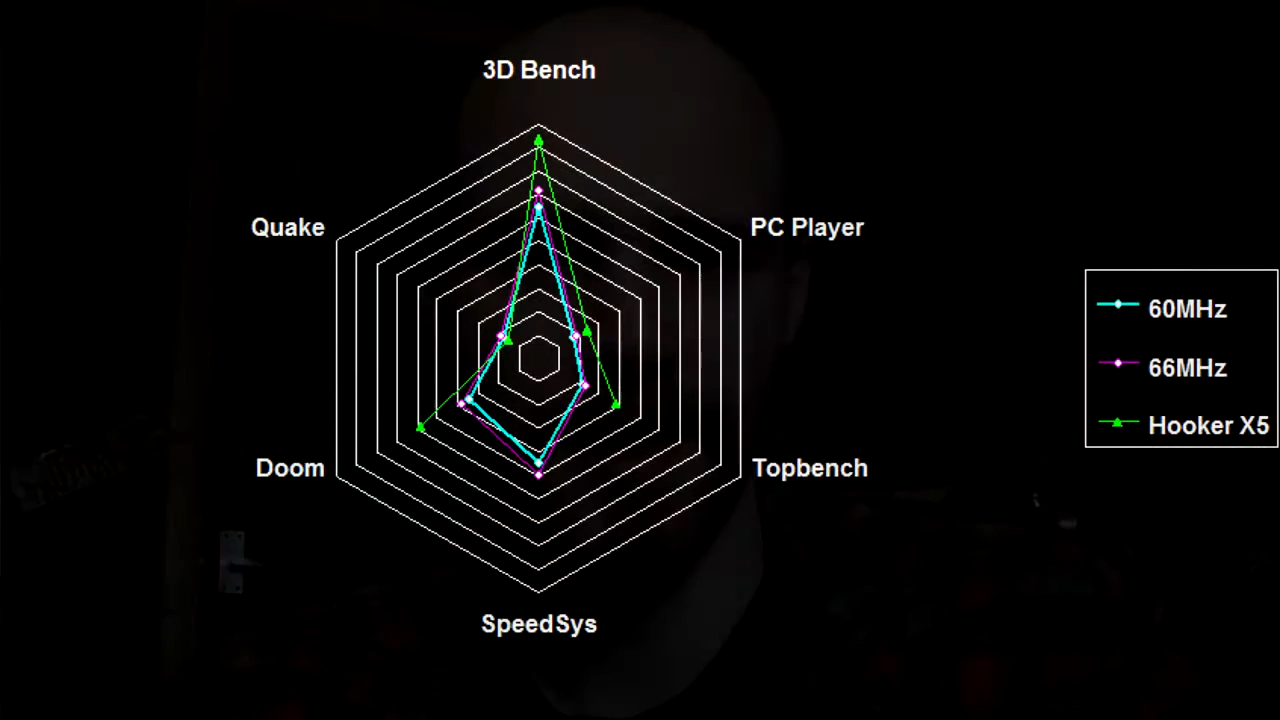 3D Bench
Quake
PC Player
60MHz
66MHz
Hooker X5
Doom
Topbench
SpeedSys